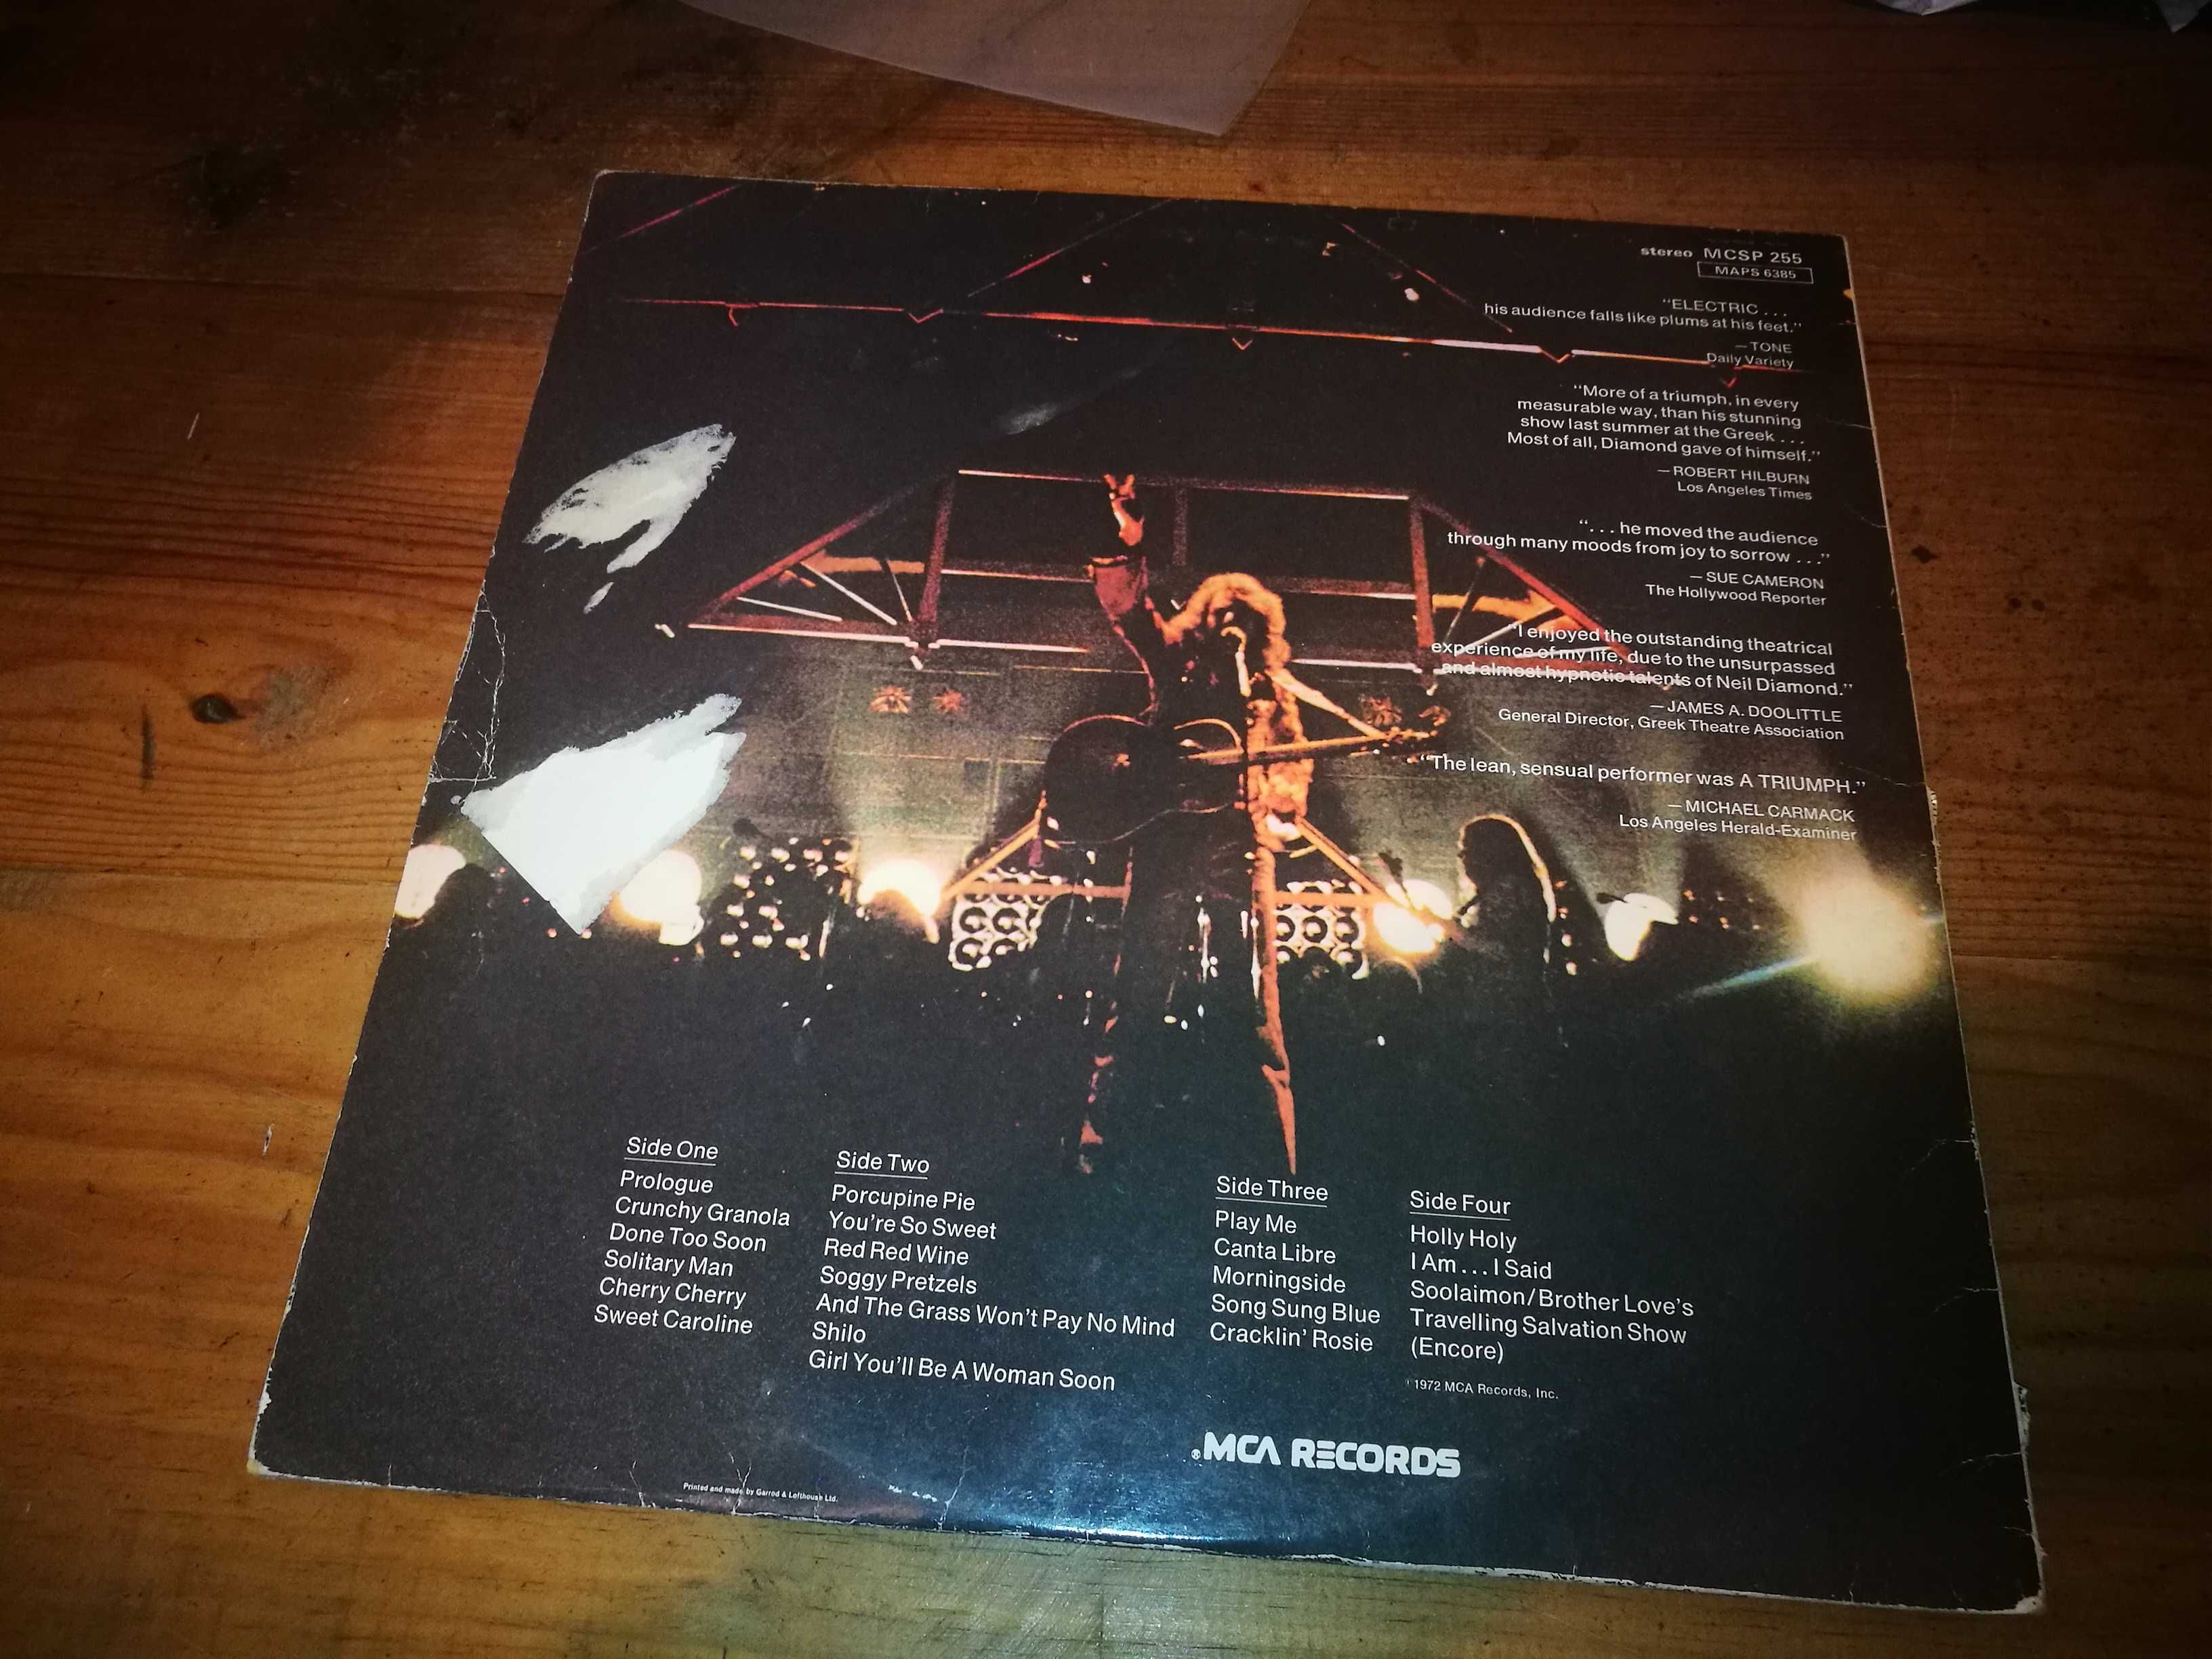 stereo MCSP 255
MAPS 6385
“ELECTRIC . . .
his audience falls like plums at his feet.”
—TONE
Daily Variety
“More of a triumph, in every
measurable way, than his stunning
show last summer at the Greek . . .
Most of all, Diamond gave of himself.”
—ROBERT HILBURN
Los Angeles Times
“. . . he moved the audience
through many moods from joy to sorrow . . .”
—SUE CAMERON
The Hollywood Reporter
“I enjoyed the outstanding theatrical
experience of my life, due to the unsurpassed
and almost hypnotic talents of Neil Diamond.”
—JAMES A. DOOLITTLE
General Director, Greek Theatre Association
“The lean, sensual performer was A TRIUMPH.”
—MICHAEL CARMACK
Los Angeles Herald-Examiner
Side One
Prologue
Crunchy Granola
Done Too Soon
Solitary Man
Cherry Cherry
Sweet Caroline
Side Two
Porcupine Pie
You’re So Sweet
Red Red Wine
Soggy Pretzels
And The Grass Won’t Pay No Mind
Shilo
Girl You’ll Be A Woman Soon
Side Three
Play Me
Canta Libre
Morningside
Song Sung Blue
Cracklin’ Rosie
Side Four
Holly Holy
I Am . . . I Said
Soolaimon/Brother Love’s
Travelling Salvation Show
(Encore)
1972 MCA Records, Inc.
®MCA RECORDS
Printed and made by Garrod & Lofthouse Ltd.